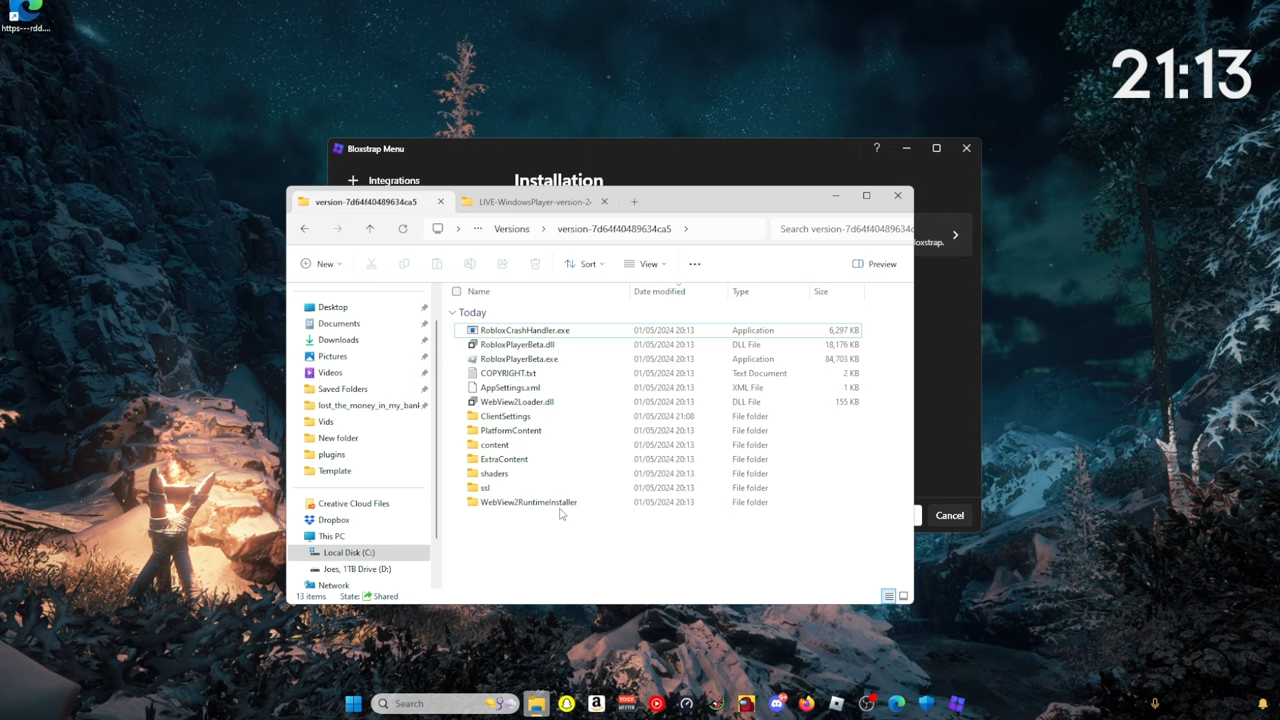 https---rdd....
21:13
Bloxstrap Menu
?
Integrations
Installation
version-7d64f40489634ca5
LIVE-WindowsPlayer-version-2
Versions
version-7d64f40489634ca5
Search version-7d64f40489634c
loxstrap.
New
Sort
View
Preview
Name
Date modified
Type
Size
Today
RobloxCrashHandler.exe 01/05/2024 20:13 Application 6,297 KB
RobloxPlayerBeta.dll 01/05/2024 20:13 DLL File 18,176 KB
RobloxPlayerBeta.exe 01/05/2024 20:13 Application 84,703 KB
COPYRIGHT.txt 01/05/2024 20:13 Text Document 2 KB
AppSettings.xml 01/05/2024 20:13 XML File 1 KB
WebView2Loader.dll 01/05/2024 20:13 DLL File 155 KB
ClientSettings 01/05/2024 21:08 File folder
PlatformContent 01/05/2024 20:13 File folder
content 01/05/2024 20:13 File folder
ExtraContent 01/05/2024 20:13 File folder
shaders 01/05/2024 20:13 File folder
ssl 01/05/2024 20:13 File folder
WebView2RuntimeInstaller 01/05/2024 20:13 File folder
Desktop
Documents
Downloads
Pictures
Videos
Saved Folders
lost_the_money_in_my_bank
Vids
New folder
plugins
Template
Creative Cloud Files
Dropbox
This PC
Local Disk (C:)
Joes, 1TB Drive (D:)
Network
Cancel
13 items
State: Shared
Search